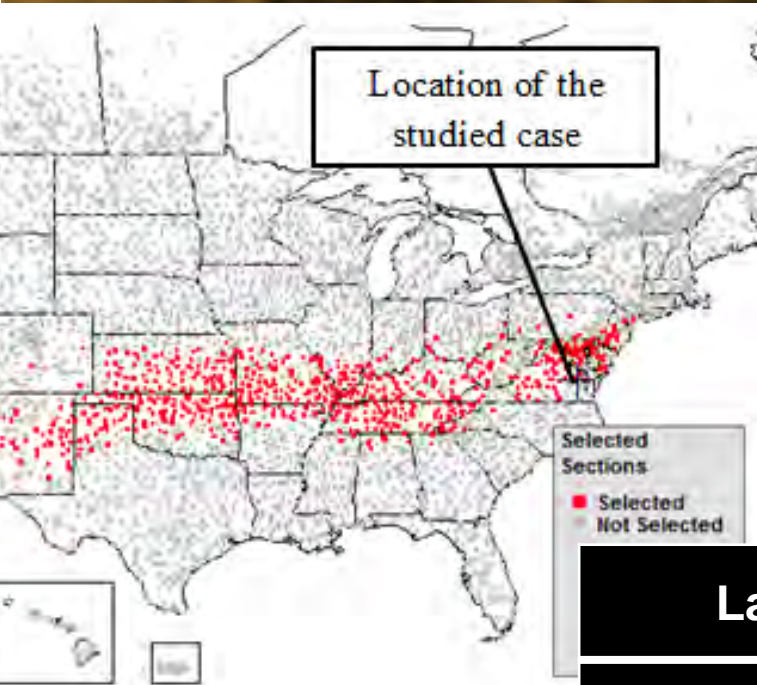 Location of the
studied case
Selected
Sections
Selected
Not Selected
La